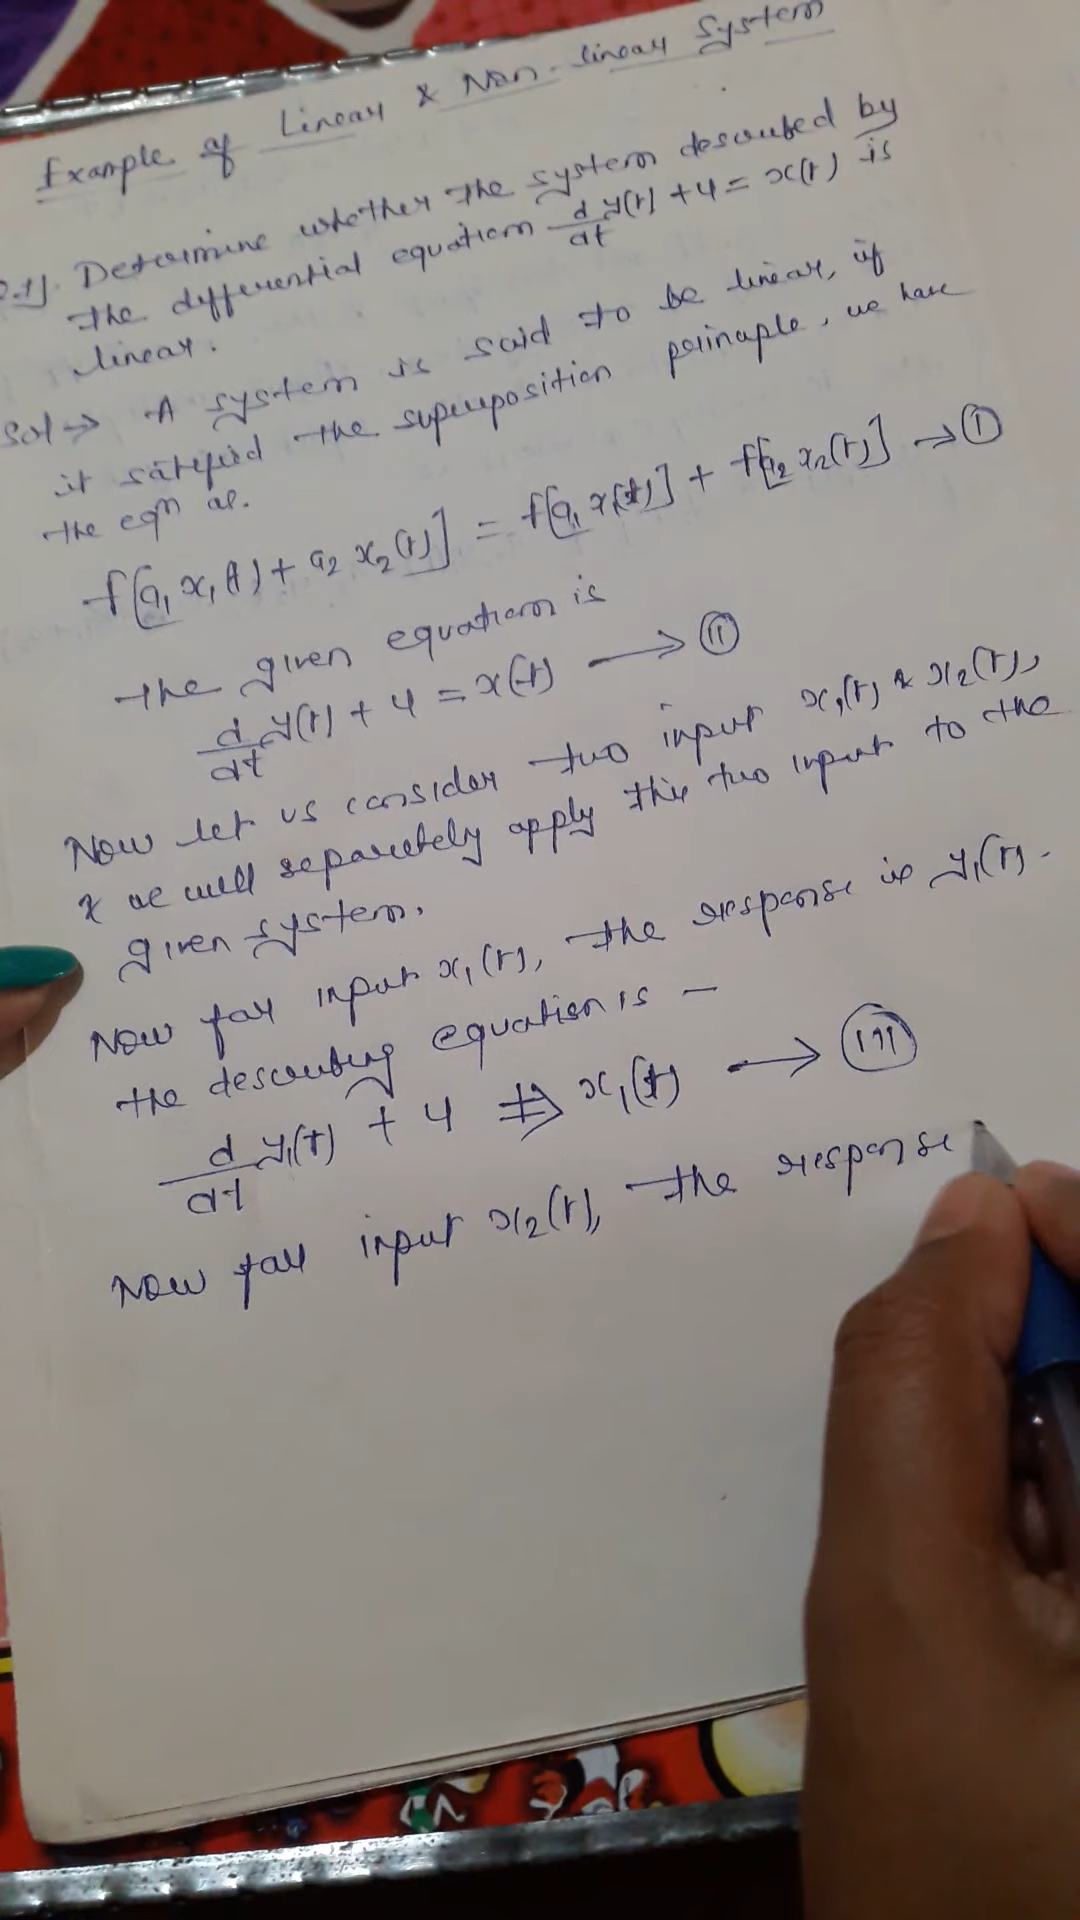 Example of Linear & Non-linear System
Q.1). Determine whether the system described by
the differential equation d/dt y(t) + 4 = x(t) is
linear.
Sol → A system is said to be linear, if
it satisfied the superposition prinaple, we have
the eqn as.
f[a1 x1(t) + a2 x2(t)] = f[a1 x1(t)] + f[a2 x2(t)] → (I)
the given equation is
d/dt y(t) + 4 = x(t) → (II)
Now let us consider two input x1(t) & x2(t),
& we will separately apply this two input to the
given system.
Now for input x1(t), the response is y1(t).
the describing equation is –
d/dt y1(t) + 4 ⇒ x1(t) → (III)
Now for input x2(t), the response